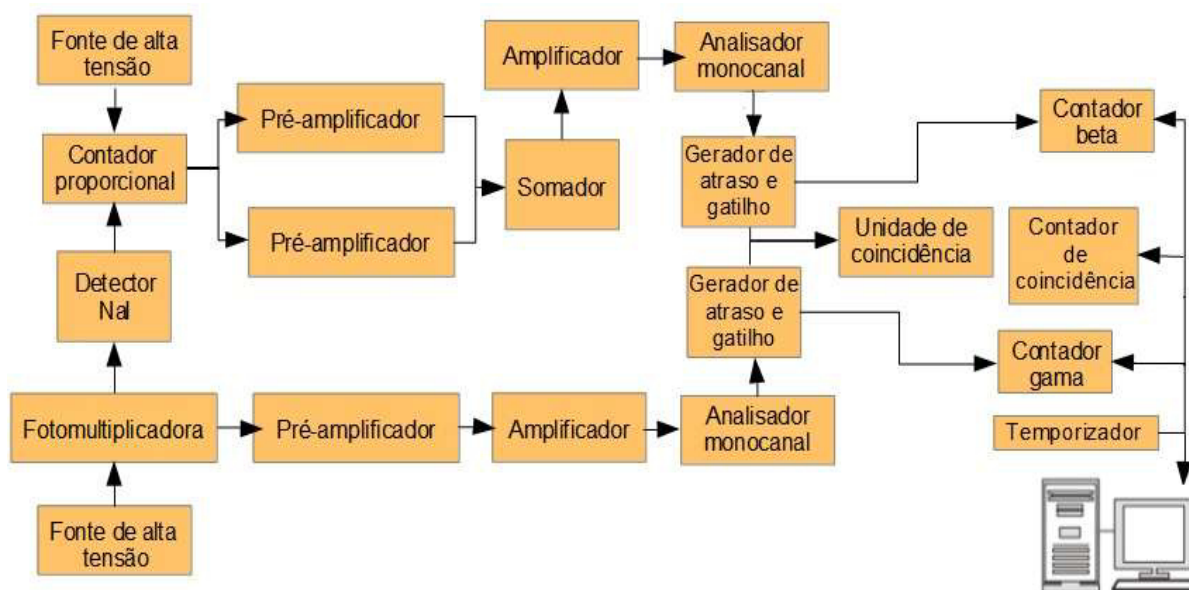 Fonte de alta
tensão
Contador
proporcional
Detector
NaI
Fotomultiplicadora
Fonte de alta
tensão
Pré-amplificador
Pré-amplificador
Somador
Amplificador
Analisador
monocanal
Gerador de
atraso e
gatilho
Unidade de
coincidência
Gerador de
atraso e
gatilho
Pré-amplificador
Amplificador
Analisador
monocanal
Contador
beta
Contador
de
coincidência
Contador
gama
Temporizador